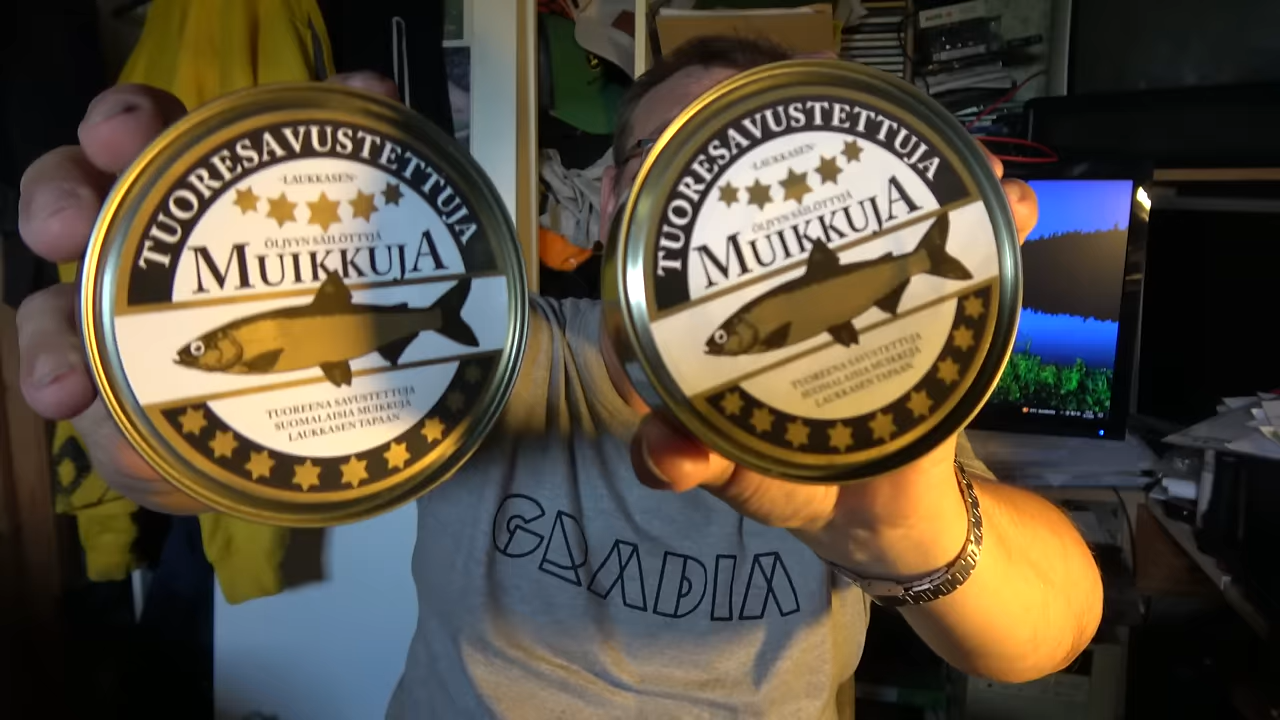 TUORESAVUSTETTUJA
-LAUKKASEN-
ÖLJYYN SÄILÖTTYJÄ
MUIKKUJA
TUOREENA SAVUSTETTUJA
SUOMALAISIA MUIKKUJA
LAUKKASEN TAPAAN
TUORESAVUSTETTUJA
-LAUKKASEN-
ÖLJYYN SÄILÖTTYJÄ
MUIKKUJA
TUOREENA SAVUSTETTUJA
SUOMALAISIA MUIKKUJA
LAUKKASEN TAPAAN